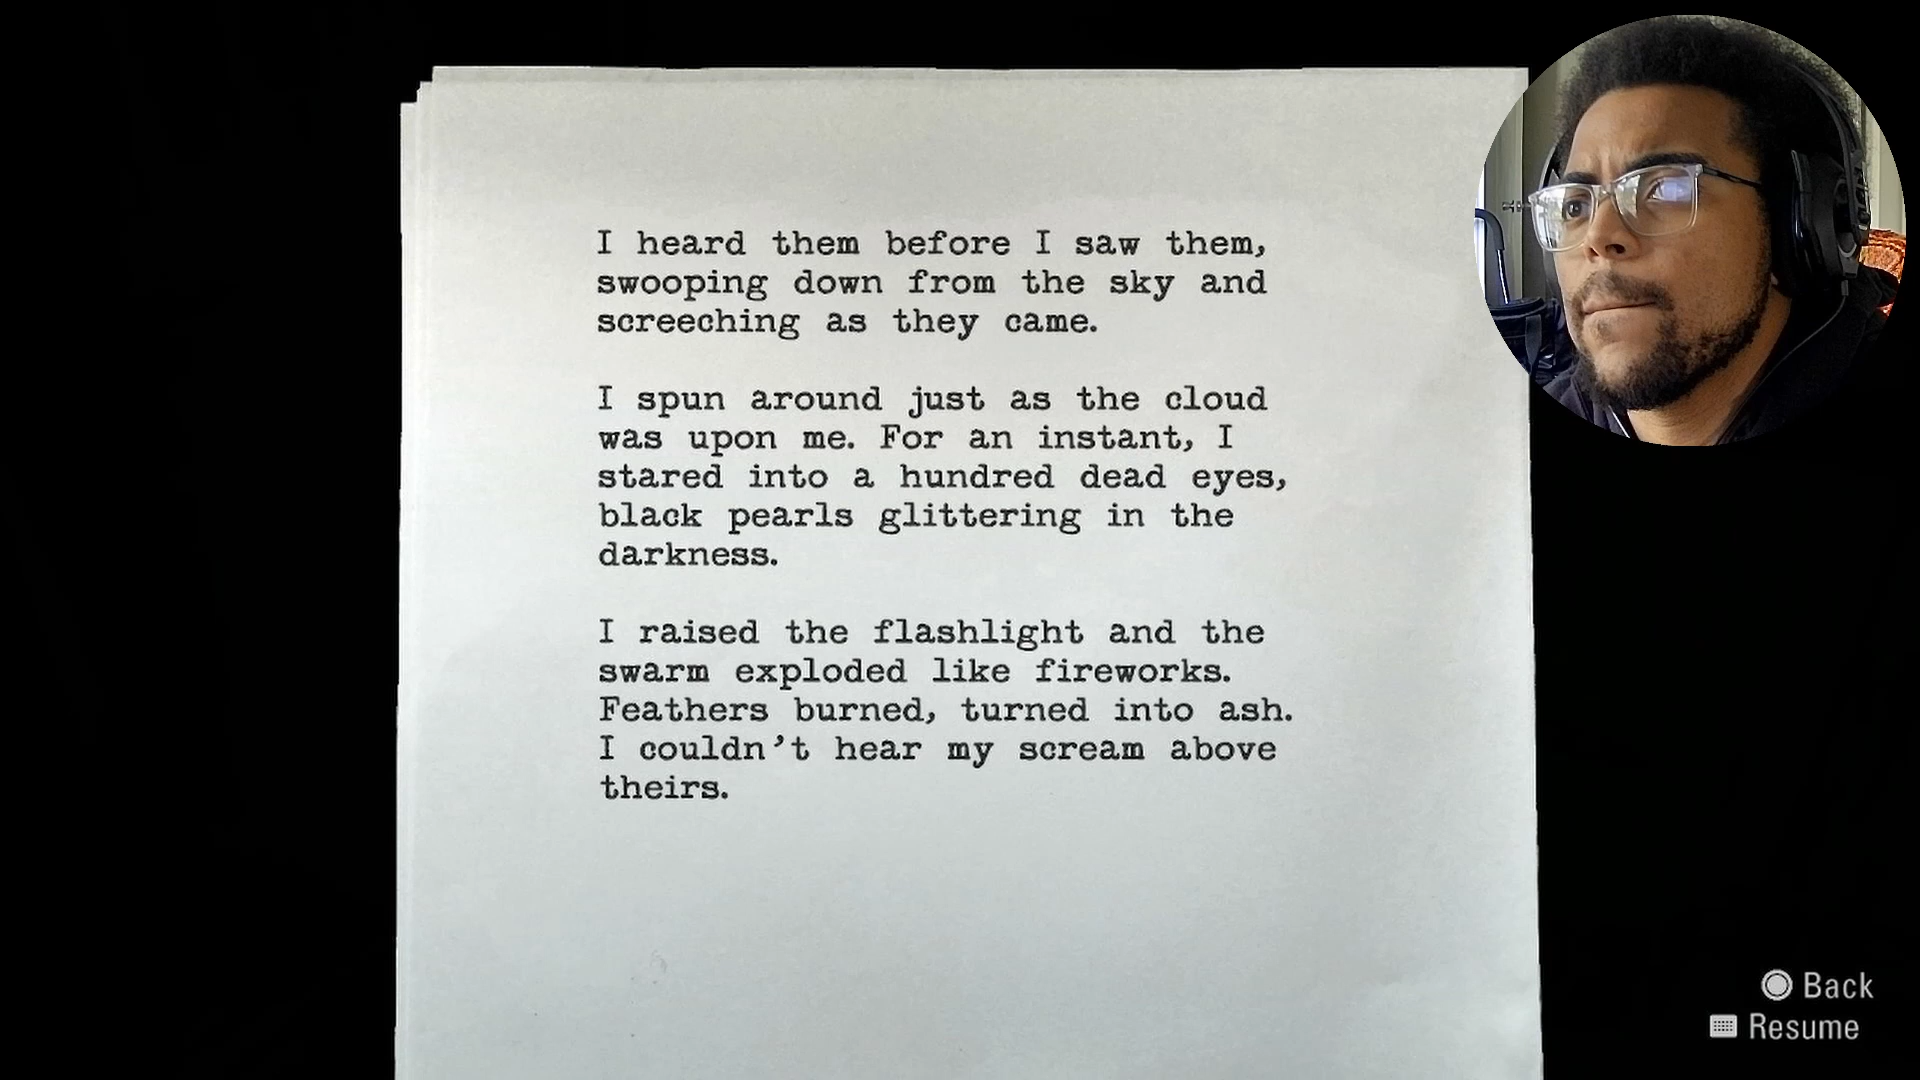 I heard them before I saw them,
swooping down from the sky and
screeching as they came.
I spun around just as the cloud
was upon me. For an instant, I
stared into a hundred dead eyes,
black pearls glittering in the
darkness.
I raised the flashlight and the
swarm exploded like fireworks.
Feathers burned, turned into ash.
I couldn't hear my scream above
theirs.
Back
Resume